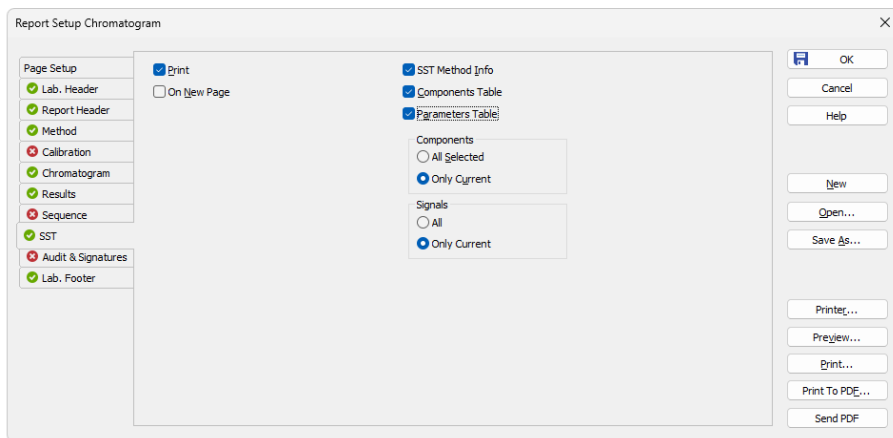 Report Setup Chromatogram
Page Setup
Lab. Header
Report Header
Method
Calibration
Chromatogram
Results
Sequence
SST
Audit & Signatures
Lab. Footer
Print
On New Page
SST Method Info
Components Table
Parameters Table
Components
All Selected
Only Current
Signals
All
Only Current
OK
Cancel
Help
New
Open...
Save As...
Printer...
Preview...
Print...
Print To PDF...
Send PDF